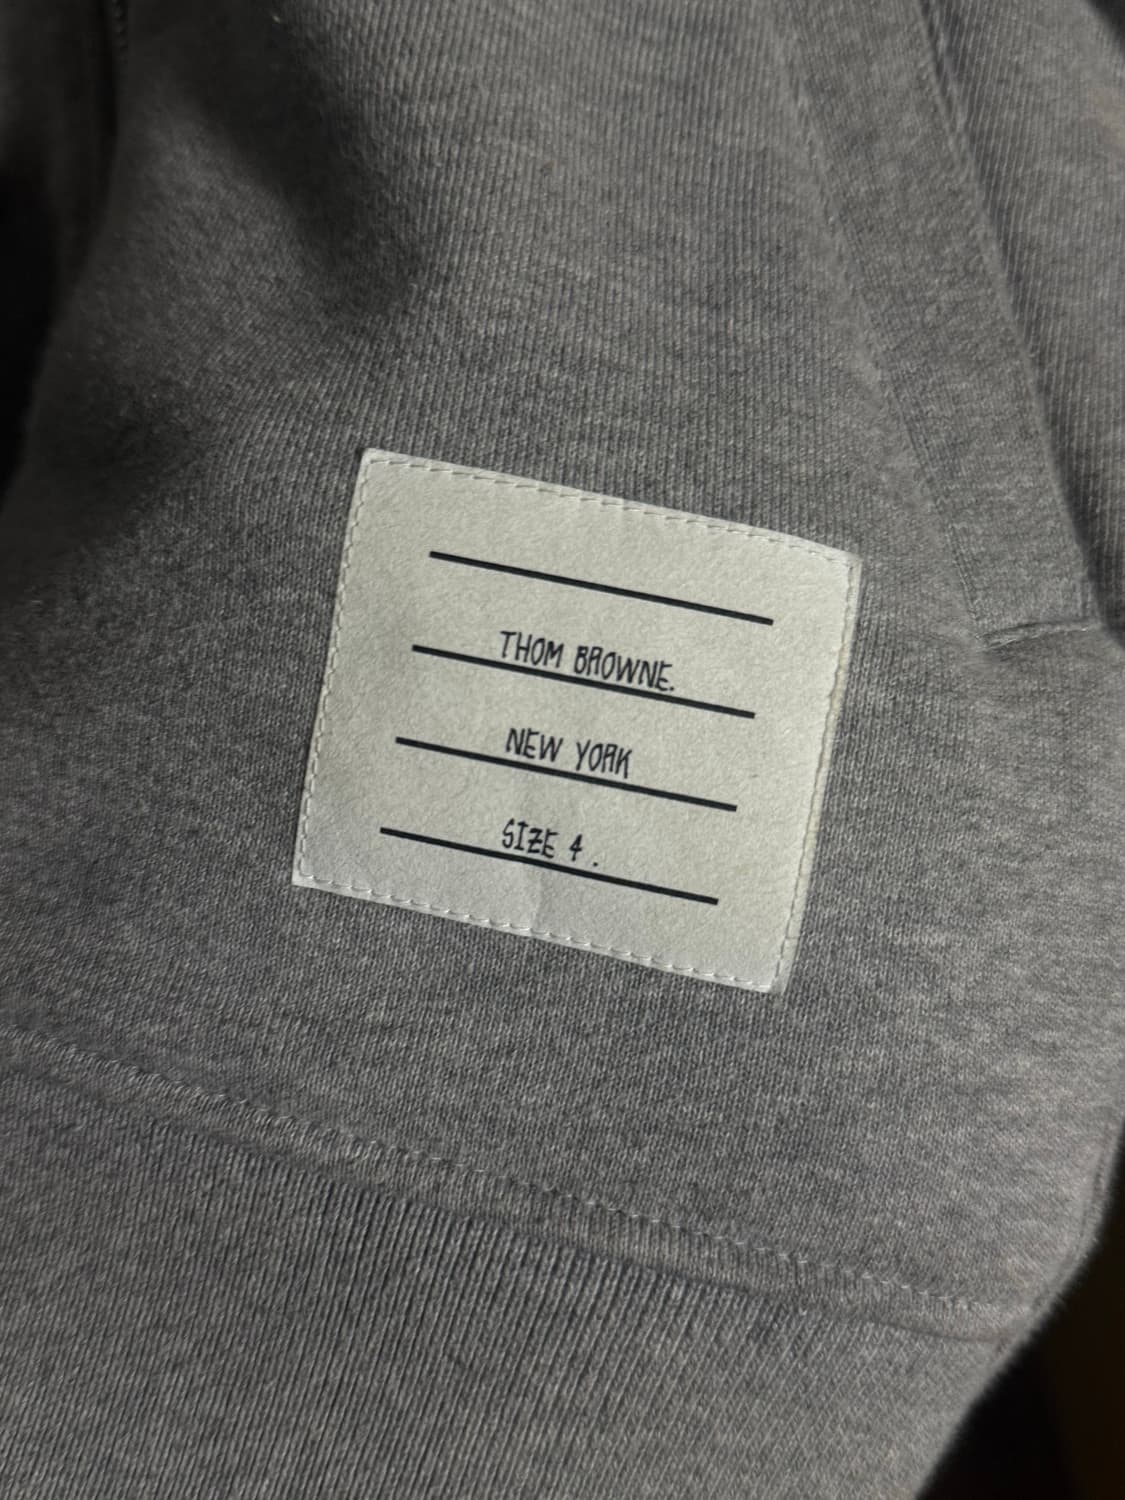 THOM BROWNE.
NEW YORK
SIZE 4 .